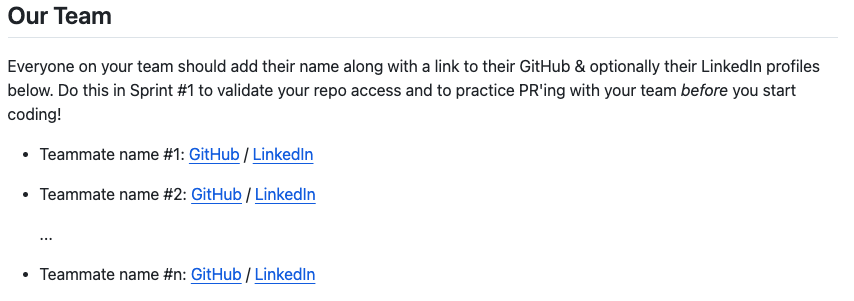 Our Team
Everyone on your team should add their name along with a link to their GitHub & optionally their LinkedIn profiles
below. Do this in Sprint #1 to validate your repo access and to practice PR'ing with your team before you start
coding!
• Teammate name #1: GitHub / LinkedIn
• Teammate name #2: GitHub / LinkedIn
...
• Teammate name #n: GitHub / LinkedIn